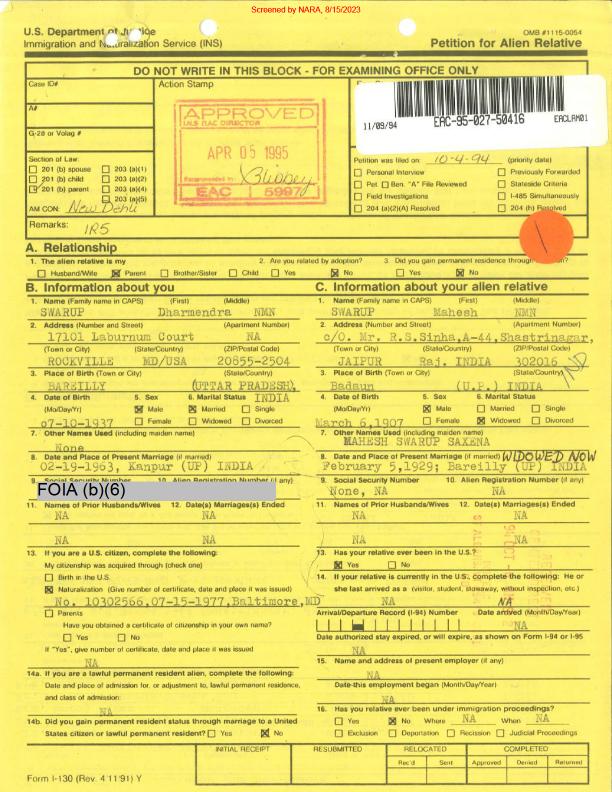 Screened by NARA, 8/15/2023
U.S. Department of Justice
Immigration and Naturalization Service (INS)
OMB #1115-0054
Petition for Alien Relative
DO NOT WRITE IN THIS BLOCK - FOR EXAMINING OFFICE ONLY
Case ID#
A#
G-28 or Volag #
Section of Law:
201 (b) spouse 203 (a)(1)
201 (b) child 203 (a)(2)
201 (b) parent 203 (a)(4)
203 (a)(5)
AM CON: New Dehli
Remarks: IR5
Action Stamp
APPROVED
APR 05 1995
EAC 5997
11/09/94 EAC-95-027-50416 EACLRM01
Petition was filed on: 10-4-94 (priority date)
Personal Interview Previously Forwarded
Pet. Ben. "A" File Reviewed Stateside Criteria
Field Investigations I-485 Simultaneously
204 (a)(2)(A) Resolved 204 (h) Resolved
A. Relationship
1. The alien relative is my 2. Are you related by adoption? 3. Did you gain permanent residence through
Husband/Wife Parent Brother/Sister Child Yes No Yes No
B. Information about you
1. Name (Family name in CAPS) (First) (Middle)
SWARUP Dharmendra NMN
2. Address (Number and Street) (Apartment Number)
17101 Laburnum Court NA
(Town or City) (State/Country) (ZIP/Postal Code)
ROCKVILLE MD/USA 20855-2504
3. Place of Birth (Town or City) (State/Country)
BAREILLY (UTTAR PRADESH),
4. Date of Birth 5. Sex 6. Marital Status INDIA
(Mo/Day/Yr) Male Married Single
o7-10-1937 Female Widowed Divorced
7. Other Names Used (including maiden name)
None
8. Date and Place of Present Marriage (if married)
02-19-1963, Kanpur (UP) INDIA
9. Social Security Number 10. Alien Registration Number (if any)
FOIA (b)(6)
11. Names of Prior Husbands/Wives 12. Date(s) Marriages(s) Ended
NA NA
NA NA
13. If you are a U.S. citizen, complete the following:
My citizenship was acquired through (check one)
Birth in the U.S.
Naturalization (Give number of certificate, date and place it was issued)
No. 10302566,07-15-1977,Baltimore,MD
Parents
Have you obtained a certificate of citizenship in your own name?
Yes No
If "Yes", give number of certificate, date and place it was issued
NA
14a. If you are a lawful permanent resident alien, complete the following:
Date and place of admission for, or adjustment to, lawful permanent residence,
and class of admission:
NA
14b. Did you gain permanent resident status through marriage to a United
States citizen or lawful permanent resident? Yes No
C. Information about your alien relative
1. Name (Family name in CAPS) (First) (Middle)
SWARUP Mahesh NMN
2. Address (Number and Street) (Apartment Number)
c/o. Mr. R.S.Sinha,A-44,Shastrinagar,
(Town or City) (State/Country) (ZIP/Postal Code)
JAIPUR Raj. INDIA 302016
IND
3. Place of Birth (Town or City) (State/Country)
Badaun (U.P.) INDIA
4. Date of Birth 5. Sex 6. Marital Status
(Mo/Day/Yr) Male Married Single
March 6,1907 Female Widowed Divorced
7. Other Names Used (including maiden name)
MAHESH SWARUP SAXENA
8. Date and Place of Present Marriage (if married) WIDOWED NOW
February 5,1929; Bareilly (UP) INDIA
9. Social Security Number 10. Alien Registration Number (if any)
None, NA NA
11. Names of Prior Husbands/Wives 12. Date(s) Marriages(s) Ended
NA NA
NA NA
13. Has your relative ever been in the U.S.?
Yes No
14. If your relative is currently in the U.S., complete the following: He or
she last arrived as a (visitor, student, stowaway, without inspection, etc.)
NA NA
Arrival/Departure Record (I-94) Number Date arrived (Month/Day/Year)
NA
Date authorized stay expired, or will expire, as shown on Form I-94 or I-95
NA
15. Name and address of present employer (if any)
NA
Date this employment began (Month/Day/Year)
NA
16. Has your relative ever been under immigration proceedings?
Yes No Where NA When NA
Exclusion Deportation Recission Judicial Proceedings
INITIAL RECEIPT RESUBMITTED RELOCATED COMPLETED
Rec'd Sent Approved Denied Returned
Form I-130 (Rev. 4/11/91) Y